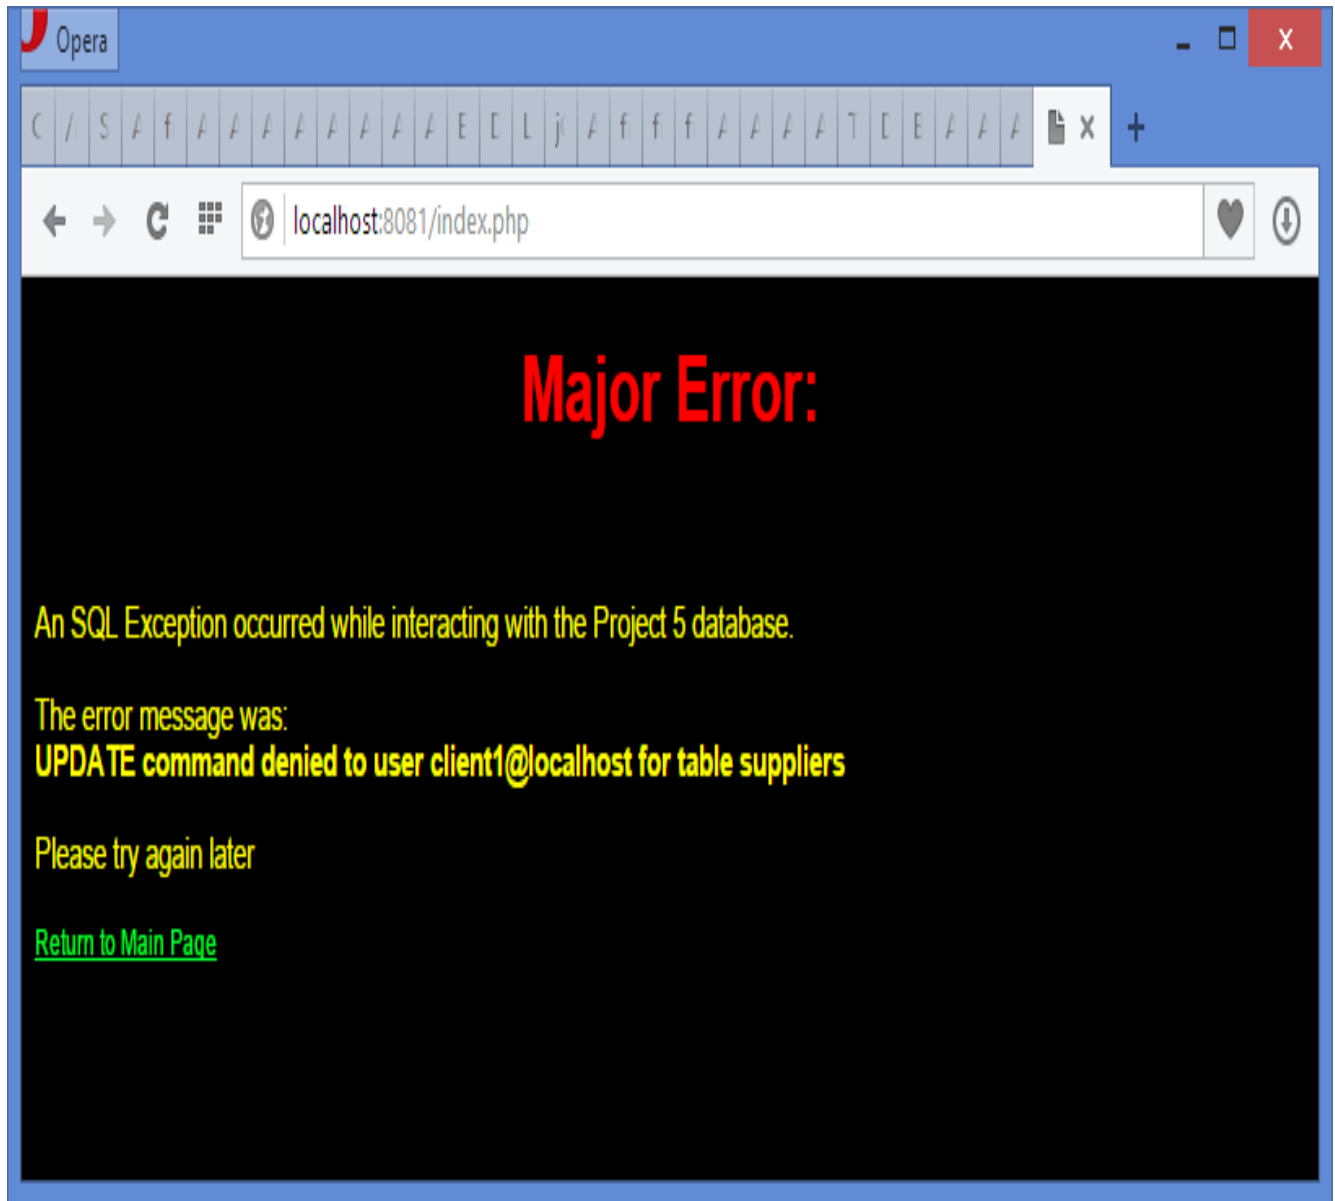 Opera
localhost:8081/index.php
Major Error:
An SQL Exception occurred while interacting with the Project 5 database.
The error message was:
UPDATE command denied to user client1@localhost for table suppliers
Please try again later
Return to Main Page